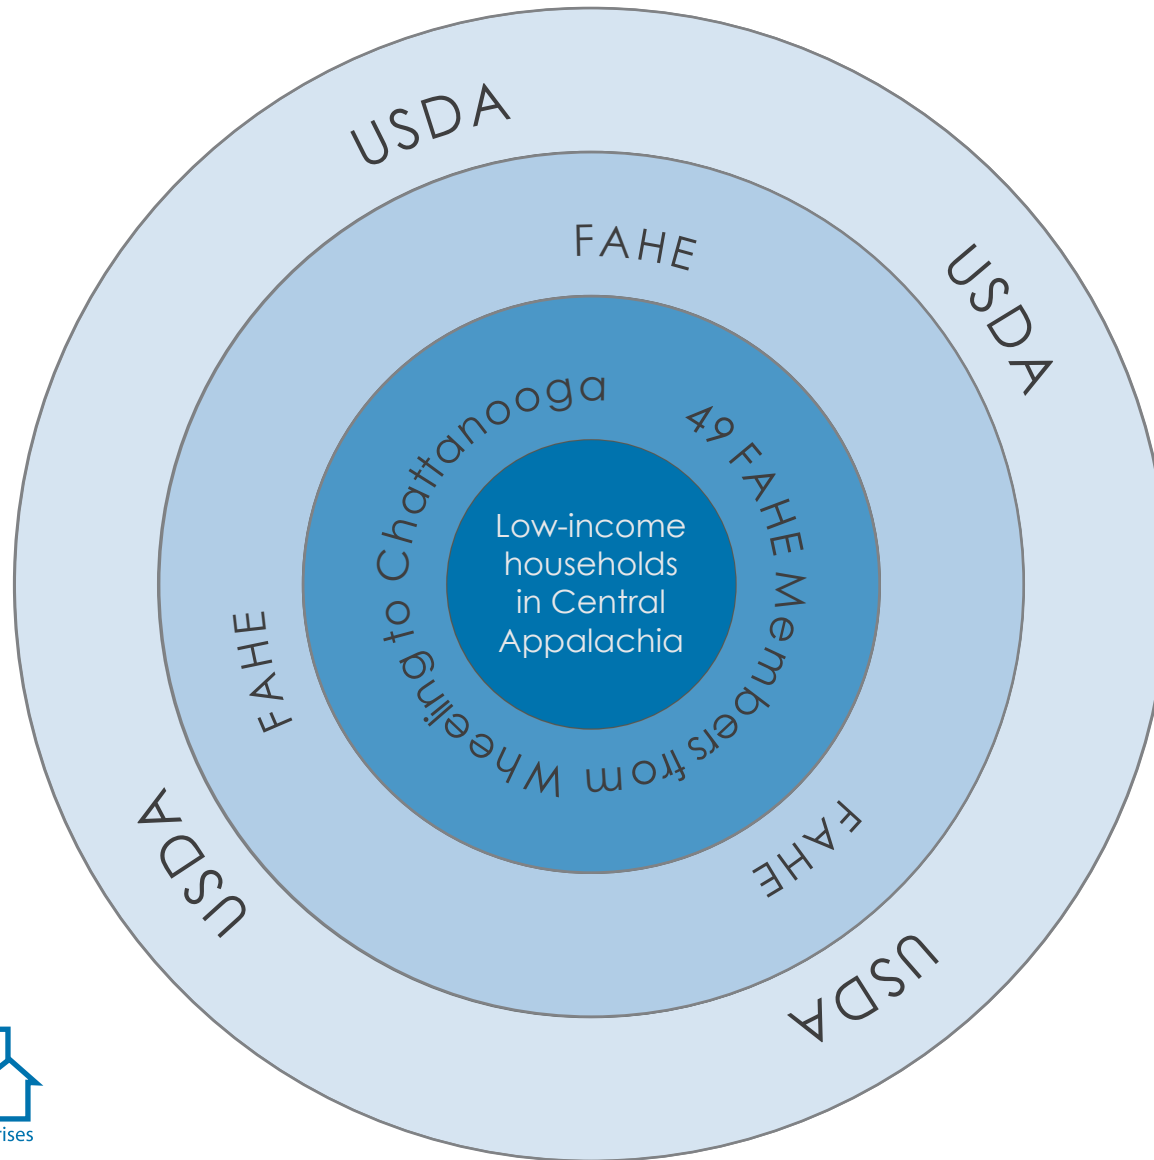 USDA
USDA
USDA
USDA
FAHE
FAHE
FAHE
49 FAHE Members from Wheeling to Chattanooga
Low-income
households
in Central
Appalachia